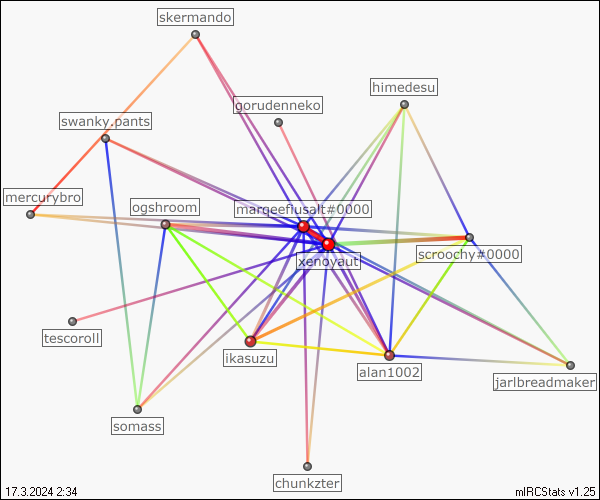 skermando
himedesu
gorudenneko
swanky.pants
mercurybro
ogshroom
marqeeflusalt#0000
scroochy#0000
xenoyaut
tescoroll
ikasuzu
alan1002
jarlbreadmaker
somass
chunkzter
17.3.2024 2:34
mIRCStats v1.25